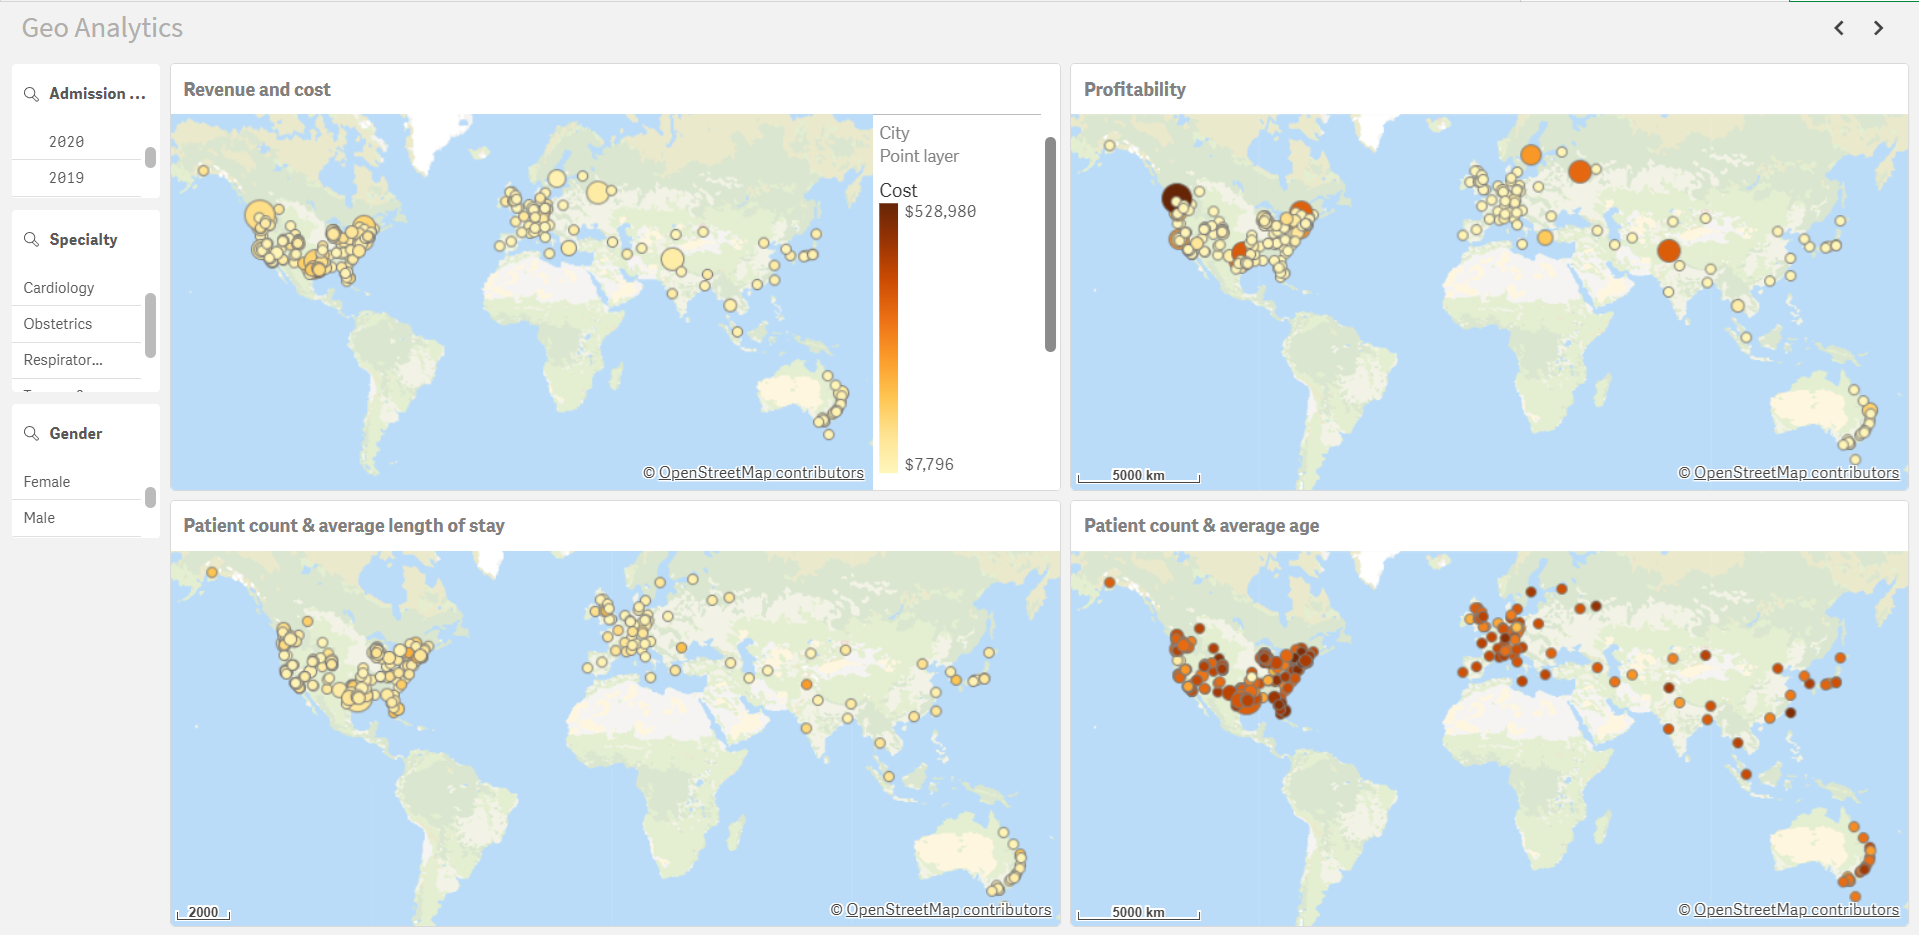 Geo Analytics
Admission ...
2020
2019
Specialty
Cardiology
Obstetrics
Respirator...
Gender
Female
Male
Revenue and cost
City
Point layer
Cost
$528,980
$7,796
© OpenStreetMap contributors
Profitability
5000 km
© OpenStreetMap contributors
Patient count & average length of stay
2000
© OpenStreetMap contributors
Patient count & average age
5000 km
© OpenStreetMap contributors